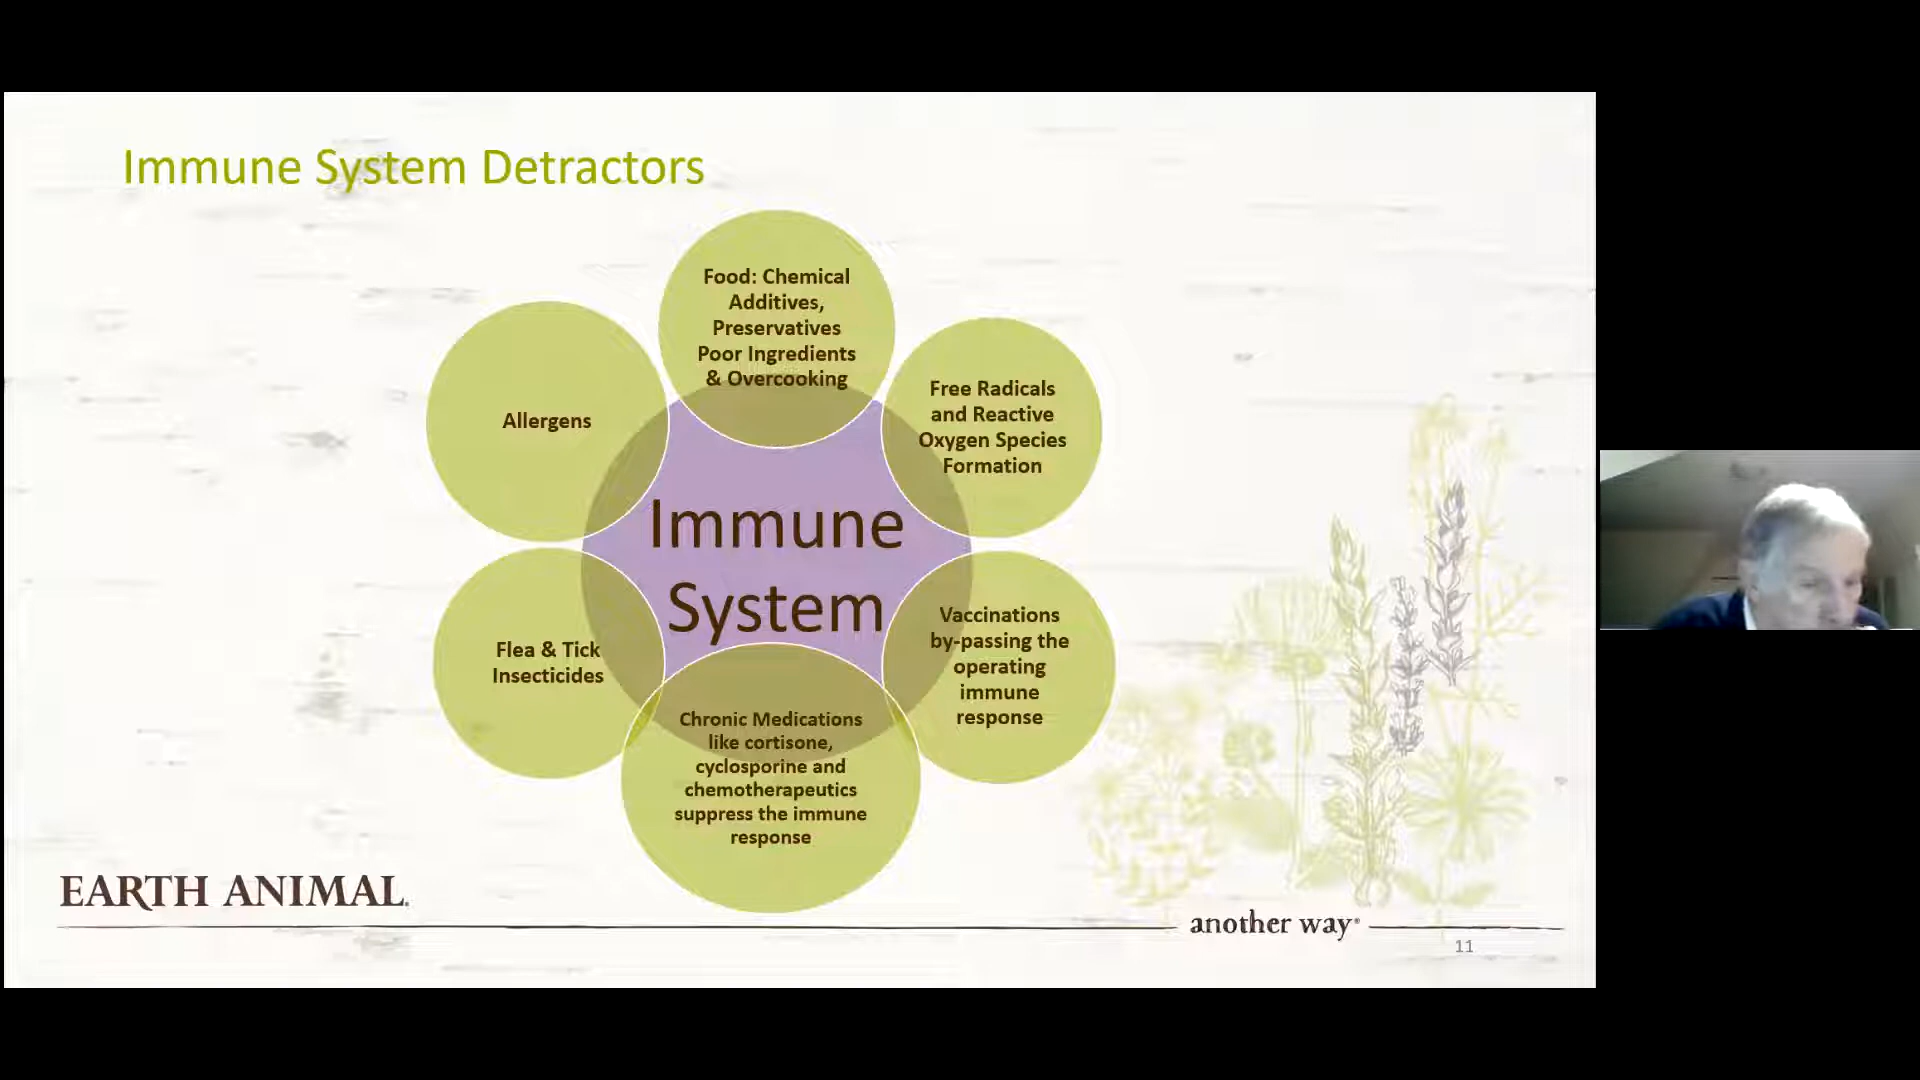 Immune System Detractors
Food: Chemical
Additives,
Preservatives
Poor Ingredients
& Overcooking
Free Radicals
and Reactive
Oxygen Species
Formation
Vaccinations
by-passing the
operating
immune
response
Chronic Medications
like cortisone,
cyclosporine and
chemotherapeutics
suppress the immune
response
Flea & Tick
Insecticides
Allergens
Immune
System
EARTH ANIMAL.
another way®
11